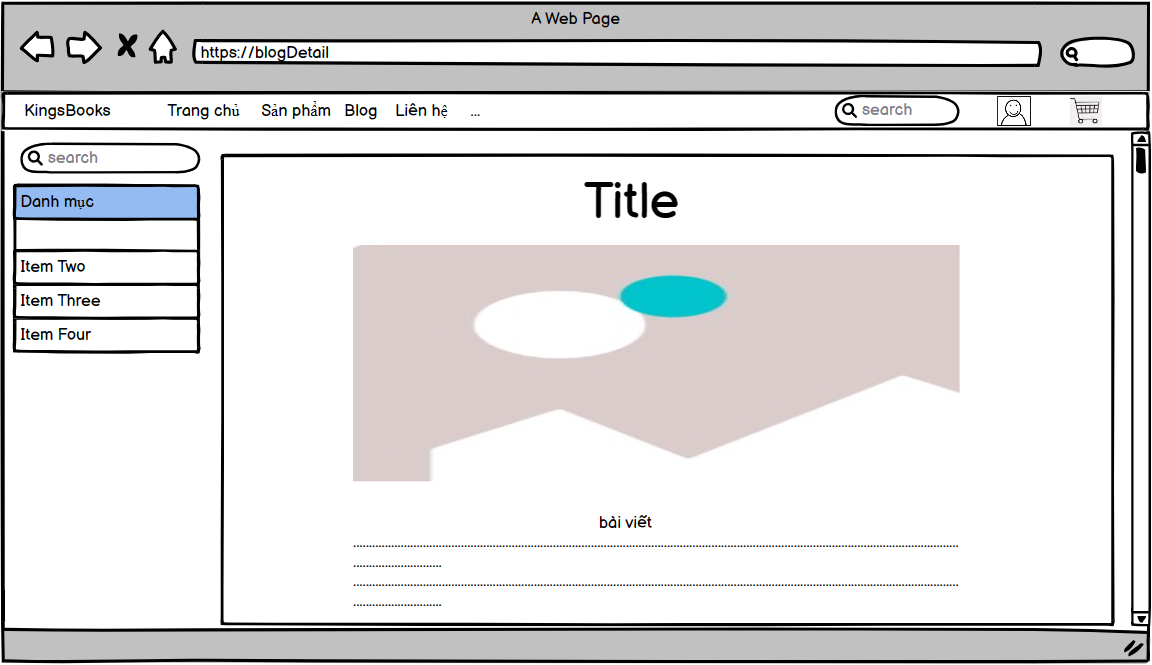 A Web Page
https://blogDetail
KingsBooks Trang chủ Sản phẩm Blog Liên hệ ... search
search
Danh mục
Item Two
Item Three
Item Four
Title
bài viết